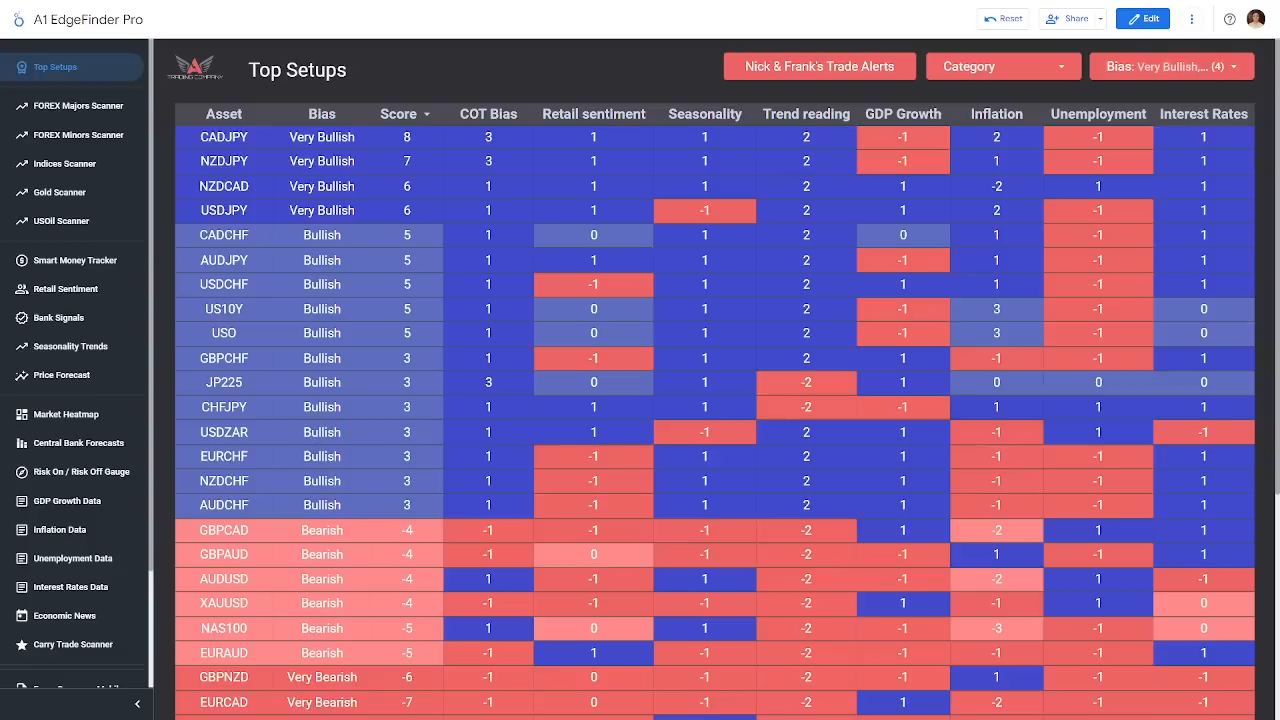 A1 EdgeFinder Pro
Reset
Share
Edit
Top Setups
FOREX Majors Scanner
FOREX Minors Scanner
Indices Scanner
Gold Scanner
USOil Scanner
Smart Money Tracker
Retail Sentiment
Bank Signals
Seasonality Trends
Price Forecast
Market Heatmap
Central Bank Forecasts
Risk On / Risk Off Gauge
GDP Growth Data
Inflation Data
Unemployment Data
Interest Rates Data
Economic News
Carry Trade Scanner
A
TRADING COMPANY
Top Setups
Nick & Frank's Trade Alerts
Category
Bias: Very Bullish,... (4)
Asset Bias Score COT Bias Retail sentiment Seasonality Trend reading GDP Growth Inflation Unemployment Interest Rates
CADJPY Very Bullish 8 3 1 1 2 -1 2 -1 1
NZDJPY Very Bullish 7 3 1 1 2 -1 1 -1 1
NZDCAD Very Bullish 6 1 1 1 2 1 -2 1 1
USDJPY Very Bullish 6 1 1 -1 2 1 2 -1 1
CADCHF Bullish 5 1 0 1 2 0 1 -1 1
AUDJPY Bullish 5 1 1 1 2 -1 1 -1 1
USDCHF Bullish 5 1 -1 1 2 1 1 -1 1
US10Y Bullish 5 1 0 1 2 -1 3 -1 0
USO Bullish 5 1 0 1 2 -1 3 -1 0
GBPCHF Bullish 3 1 -1 1 2 1 -1 -1 1
JP225 Bullish 3 3 0 1 -2 1 0 0 0
CHFJPY Bullish 3 1 1 1 -2 -1 1 1 1
USDZAR Bullish 3 1 1 -1 2 1 -1 1 -1
EURCHF Bullish 3 1 -1 1 2 1 -1 -1 1
NZDCHF Bullish 3 1 -1 1 2 1 -1 -1 1
AUDCHF Bullish 3 1 -1 1 2 1 -1 -1 1
GBPCAD Bearish -4 -1 -1 -1 -2 1 -2 1 1
GBPAUD Bearish -4 -1 0 -1 -2 -1 1 -1 1
AUDUSD Bearish -4 1 -1 1 -2 -1 -2 1 -1
XAUUSD Bearish -4 -1 -1 -1 -2 1 -1 1 0
NAS100 Bearish -5 1 0 1 -2 -1 -3 -1 0
EURAUD Bearish -5 -1 1 -1 -2 -1 -1 -1 1
GBPNZD Very Bearish -6 -1 0 -1 -2 -1 1 -1 -1
EURCAD Very Bearish -7 -1 0 -1 -2 1 -2 -1 -1